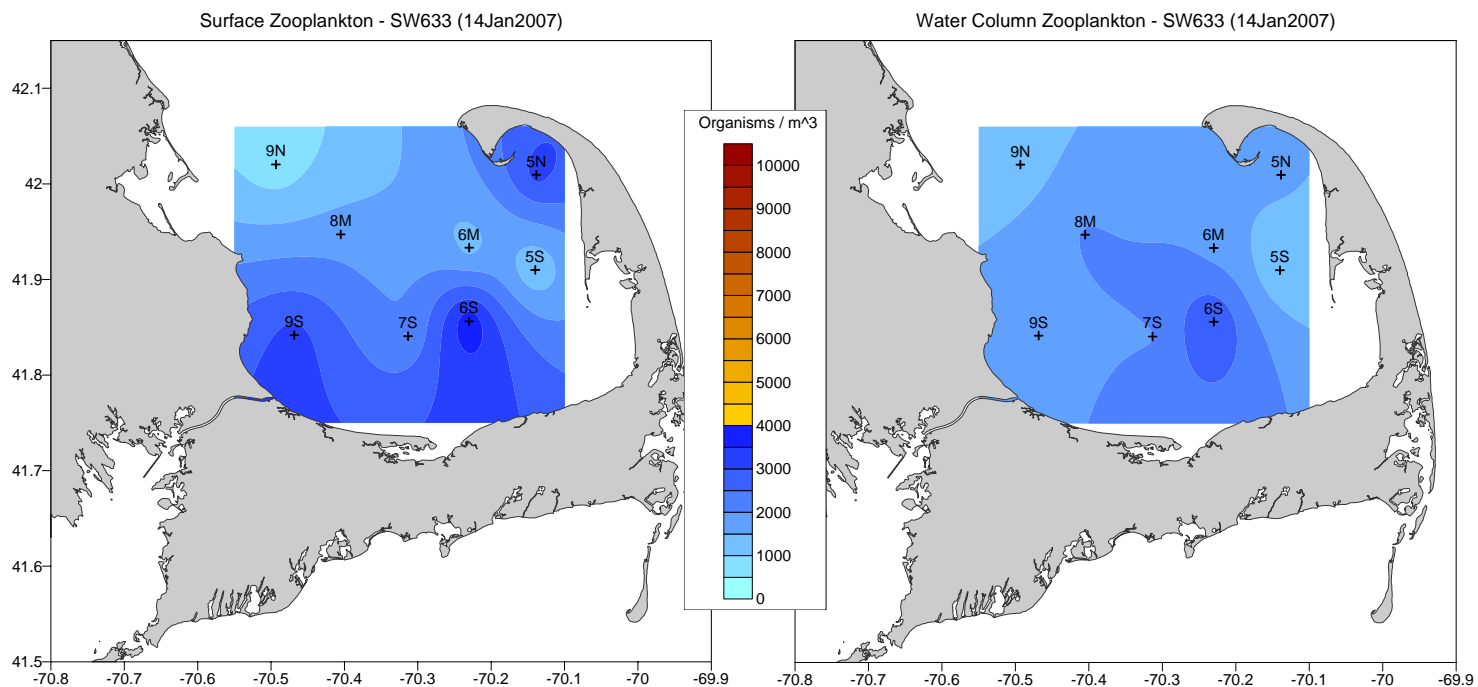 Surface Zooplankton - SW633 (14Jan2007)
Water Column Zooplankton - SW633 (14Jan2007)
42.1
42
41.9
41.8
41.7
41.6
41.5
9N
5N
8M
6M
5S
6S
9S
7S
Organisms / m^3
10000
9000
8000
7000
6000
5000
4000
3000
2000
1000
0
9N
5N
8M
6M
5S
6S
9S
7S
-70.8 -70.7 -70.6 -70.5 -70.4 -70.3 -70.2 -70.1 -70 -69.9
-70.8 -70.7 -70.6 -70.5 -70.4 -70.3 -70.2 -70.1 -70 -69.9